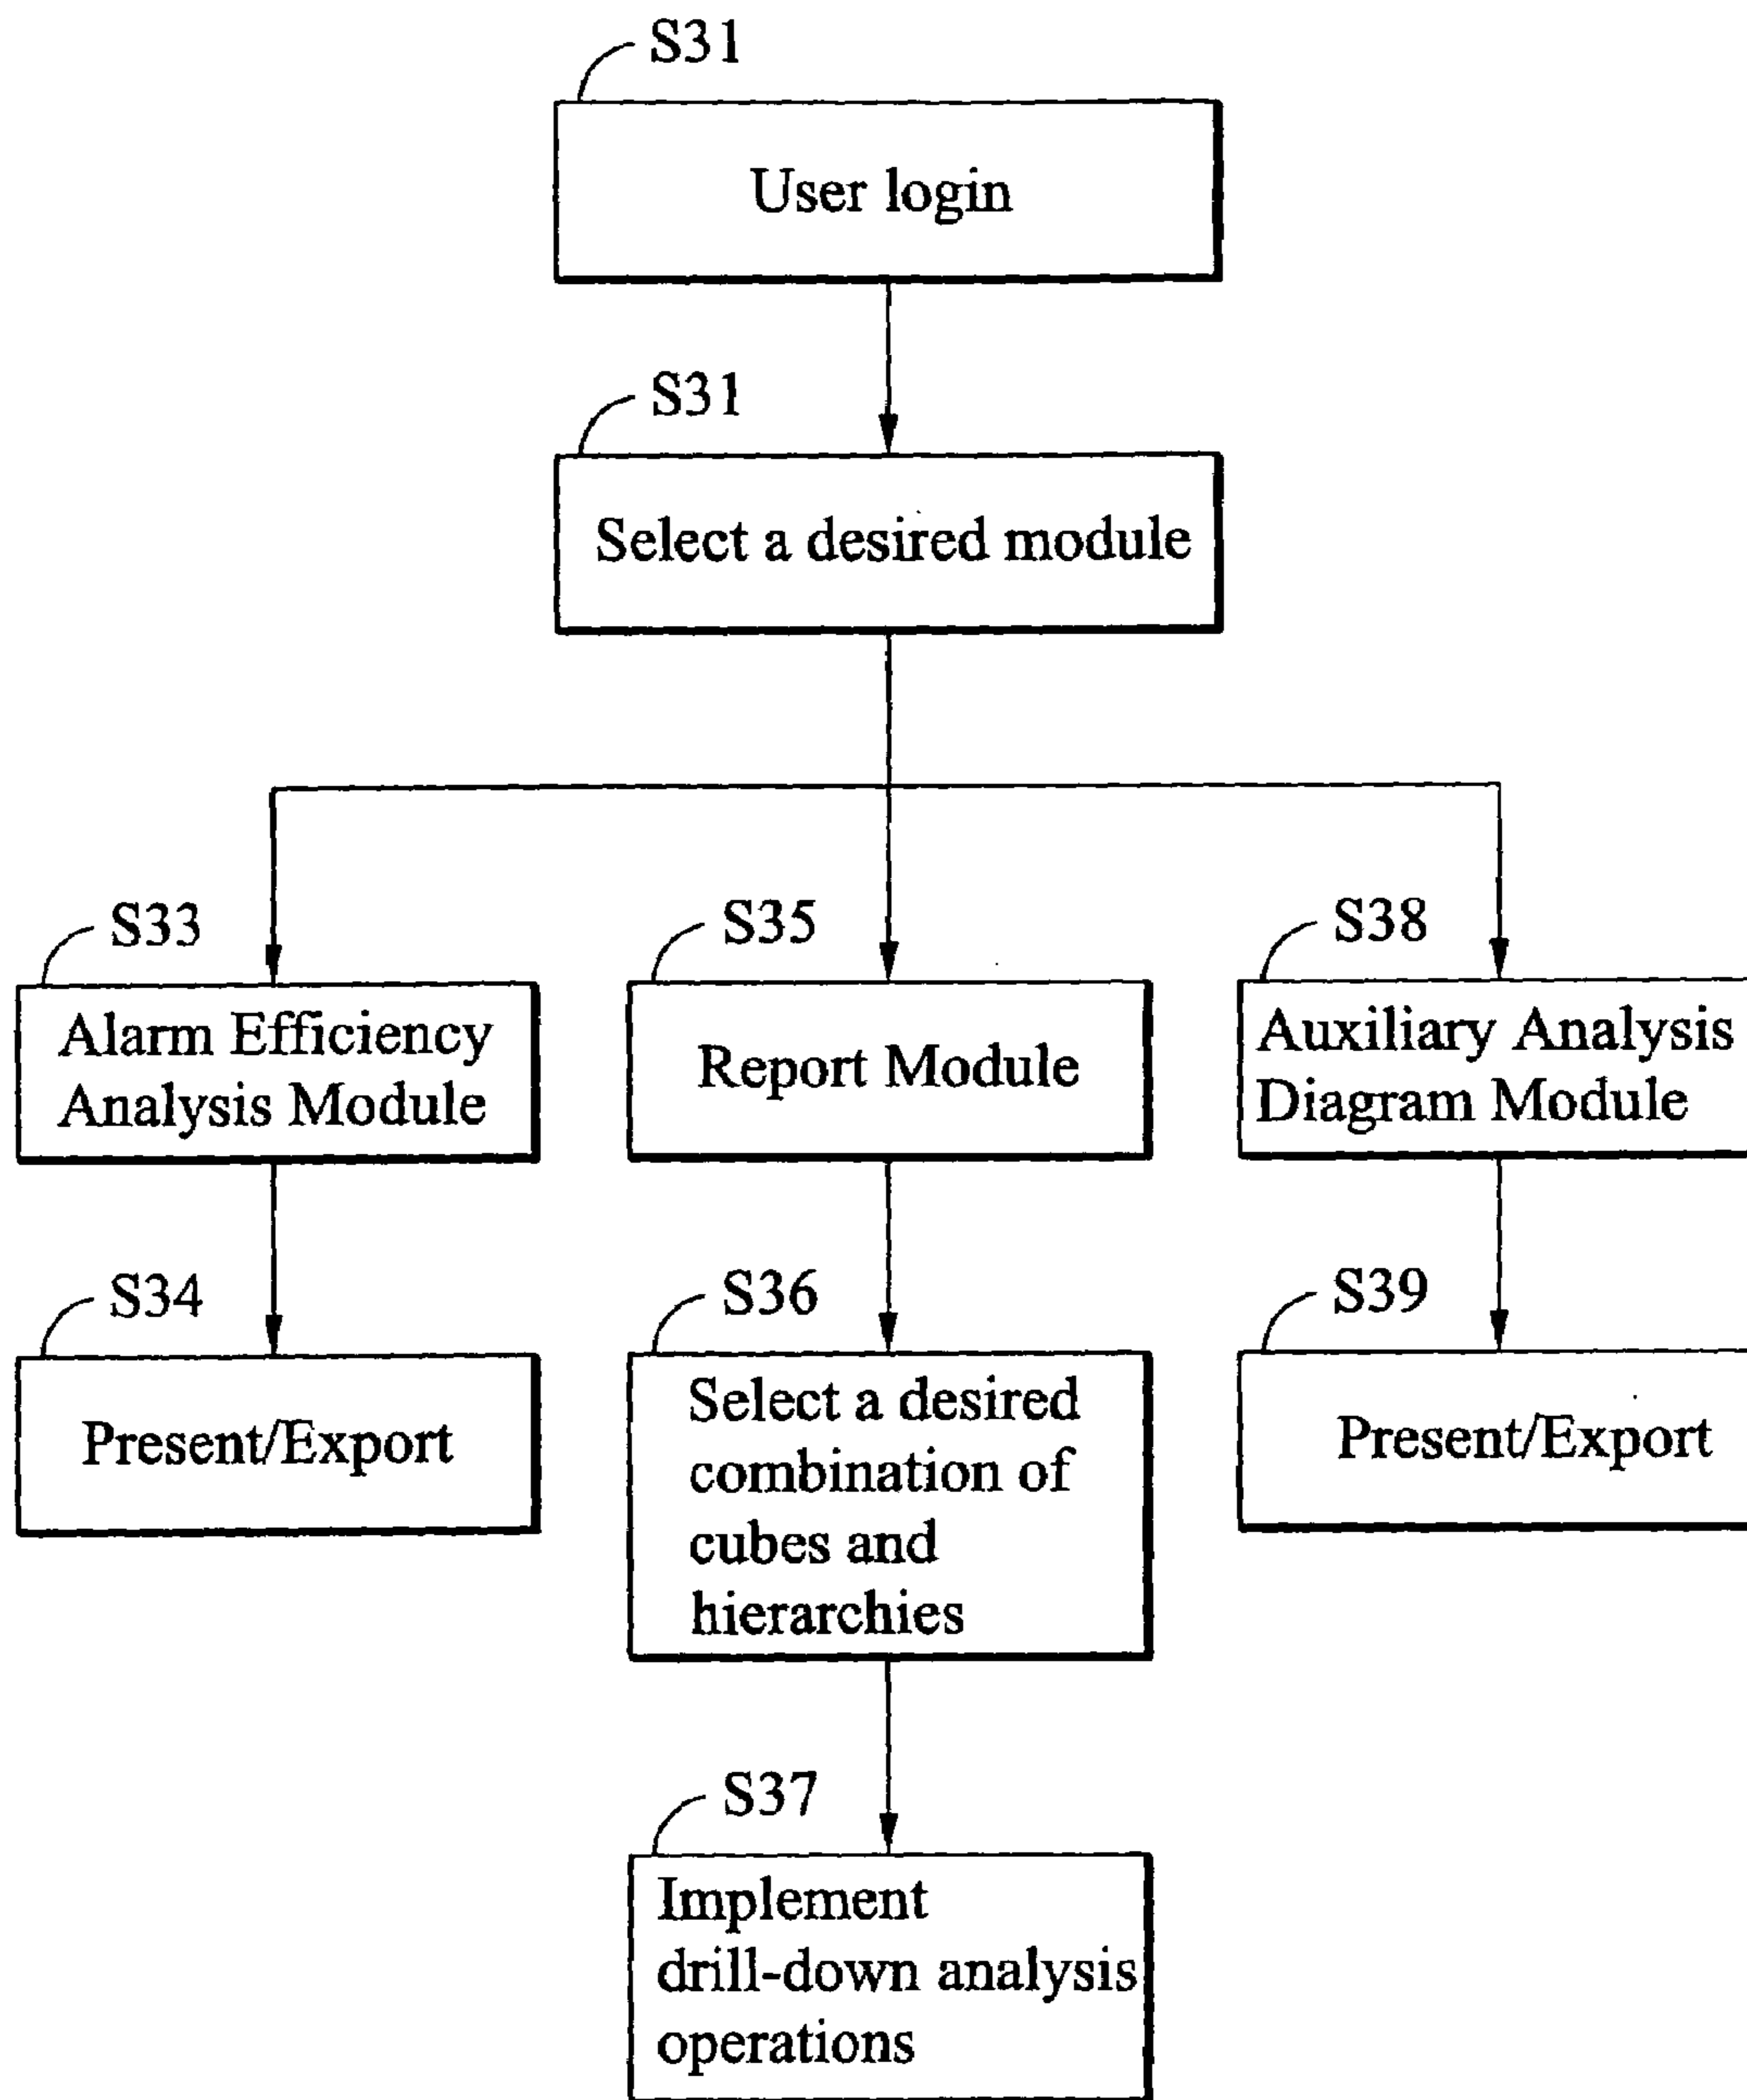 S31
User login
S31
Select a desired module
S33
Alarm Efficiency
Analysis Module
S34
Present/Export
S35
Report Module
S36
Select a desired
combination of
cubes and
hierarchies
S37
Implement
drill-down analysis
operations
S38
Auxiliary Analysis
Diagram Module
S39
Present/Export